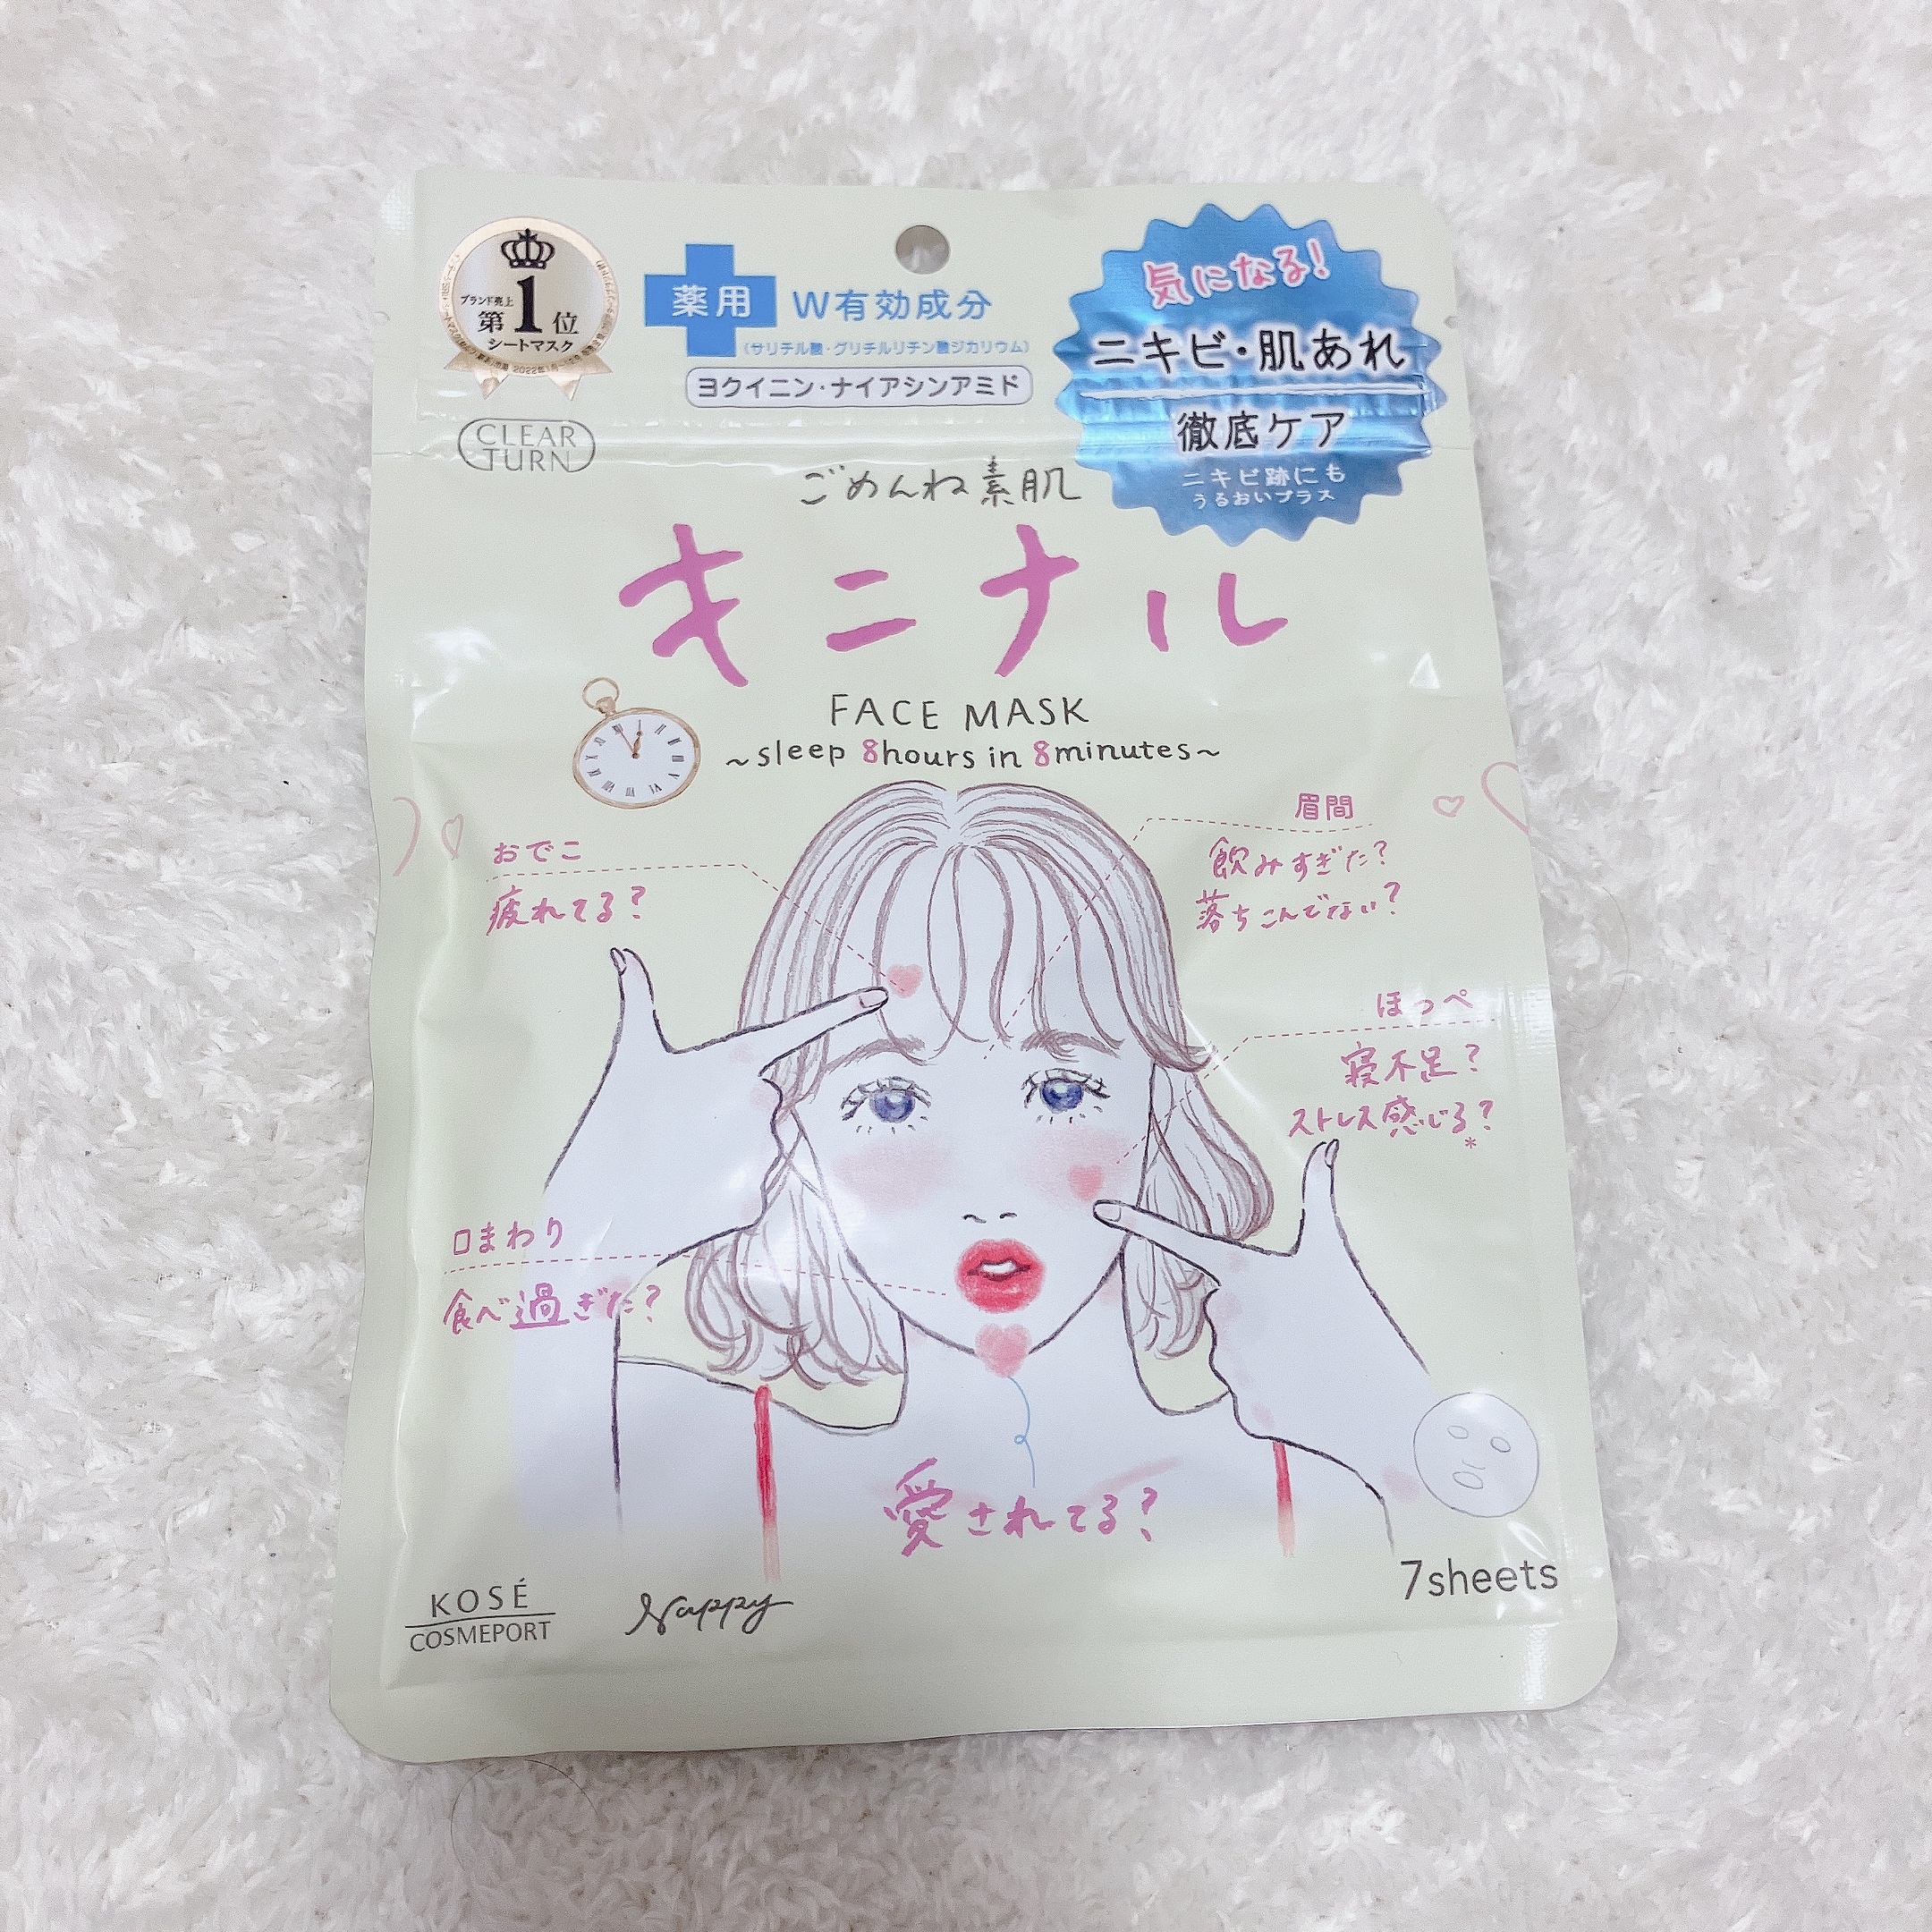 ブランド売上
第1位
シートマスク
薬用
W有効成分
(サリチル酸・グリチルリチン酸ジカリウム)
ヨクイニン・ナイアシンアミド
気になる!
ニキビ・肌あれ
徹底ケア
ニキビ跡にも
うるおいプラス
CLEAR
TURN
ごめんね素肌
キニナル
FACE MASK
~sleep 8hours in 8minutes~
おでこ
疲れてる?
眉間
飲みすぎた?
落ちこんでない?
ほっぺ
寝不足?
ストレス感じる?*
口まわり
食べ過ぎた?
愛されてる?
7sheets
KOSÉ
COSMEPORT
Nappy